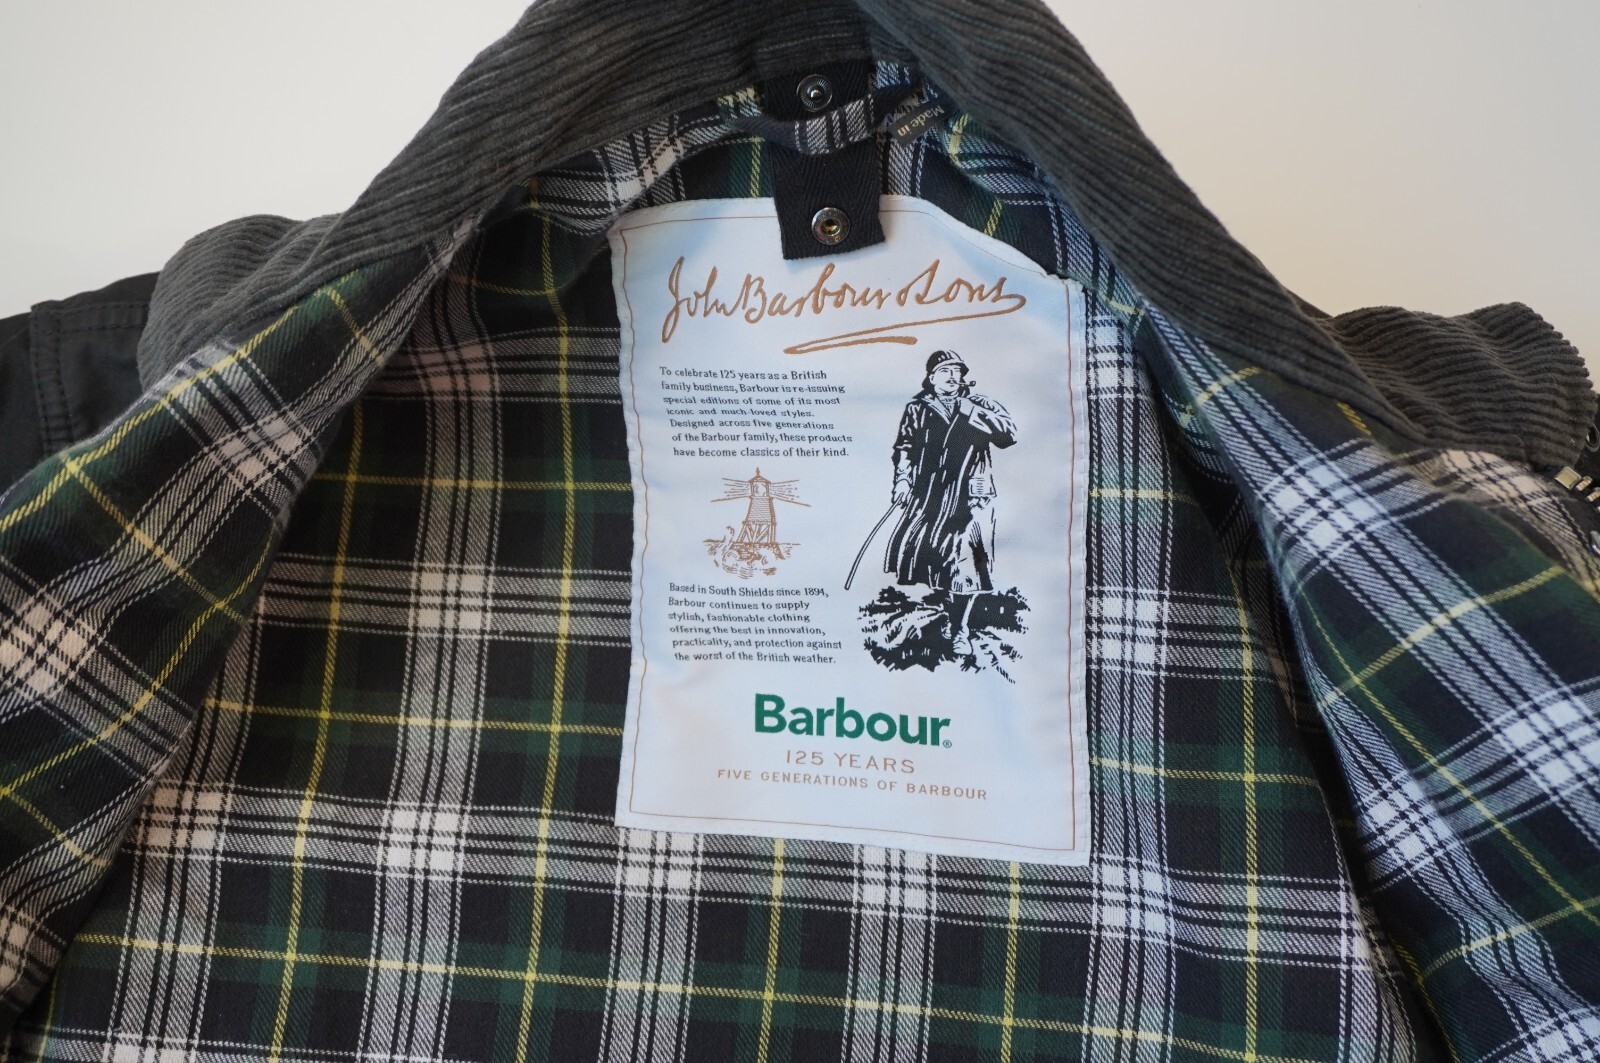 Made in
John Barbour & Sons
To celebrate 125 years as a British
family business, Barbour is re-issuing
special editions of some of its most
iconic and much-loved styles.
Designed across five generations
of the Barbour family, these products
have become classics of their kind.
Based in South Shields since 1894,
Barbour continues to supply
stylish, fashionable clothing
offering the best in innovation,
practicality, and protection against
the worst of the British weather.
Barbour®
125 YEARS
FIVE GENERATIONS OF BARBOUR